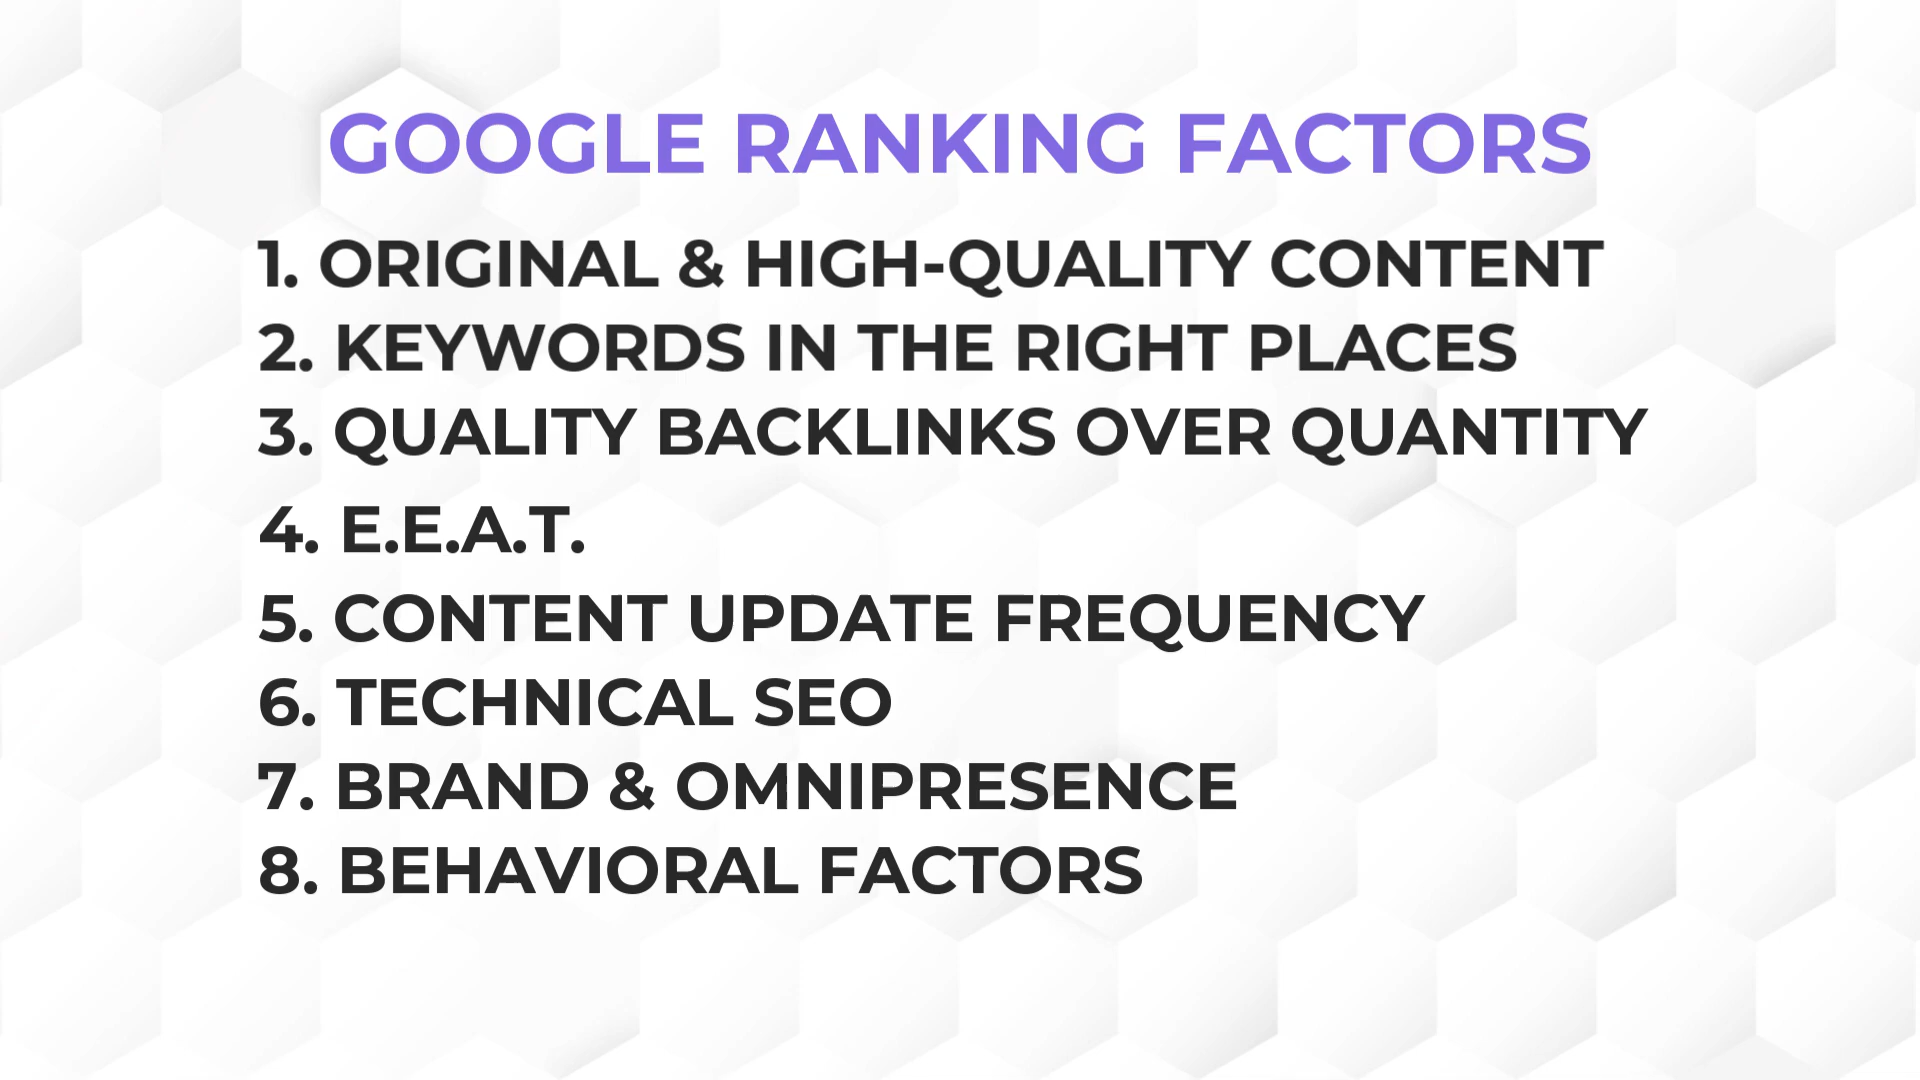 GOOGLE RANKING FACTORS
1. ORIGINAL & HIGH-QUALITY CONTENT
2. KEYWORDS IN THE RIGHT PLACES
3. QUALITY BACKLINKS OVER QUANTITY
4. E.E.A.T.
5. CONTENT UPDATE FREQUENCY
6. TECHNICAL SEO
7. BRAND & OMNIPRESENCE
8. BEHAVIORAL FACTORS